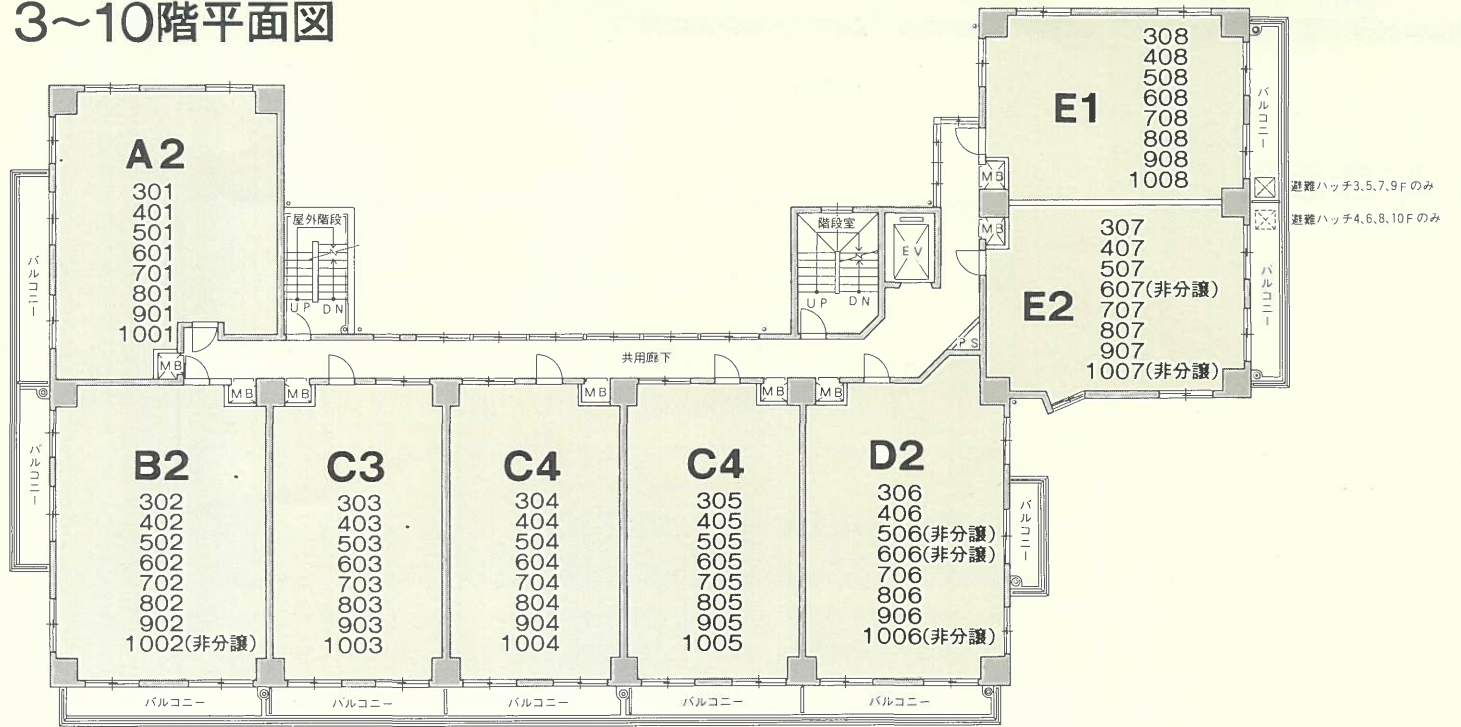 3〜10階平面図
A2
301
401
501
601
701
801
901
1001
バルコニー
屋外階段
UP
DN
MB
階段室
UP
DN
EV
共用廊下
PS
MB
E1
308
408
508
608
708
808
908
1008
バルコニー
避難ハッチ3、5、7、9Fのみ
避難ハッチ4、6、8、10Fのみ
MB
E2
307
407
507
607(非分譲)
707
807
907
1007(非分譲)
バルコニー
MB
B2
302
402
502
602
702
802
902
1002(非分譲)
バルコニー
バルコニー
MB
C3
303
403
503
603
703
803
903
1003
バルコニー
MB
C4
304
404
504
604
704
804
904
1004
バルコニー
MB
C4
305
405
505
605
705
805
905
1005
バルコニー
MB
D2
306
406
506(非分譲)
606(非分譲)
706
806
906
1006(非分譲)
バルコニー
バルコニー